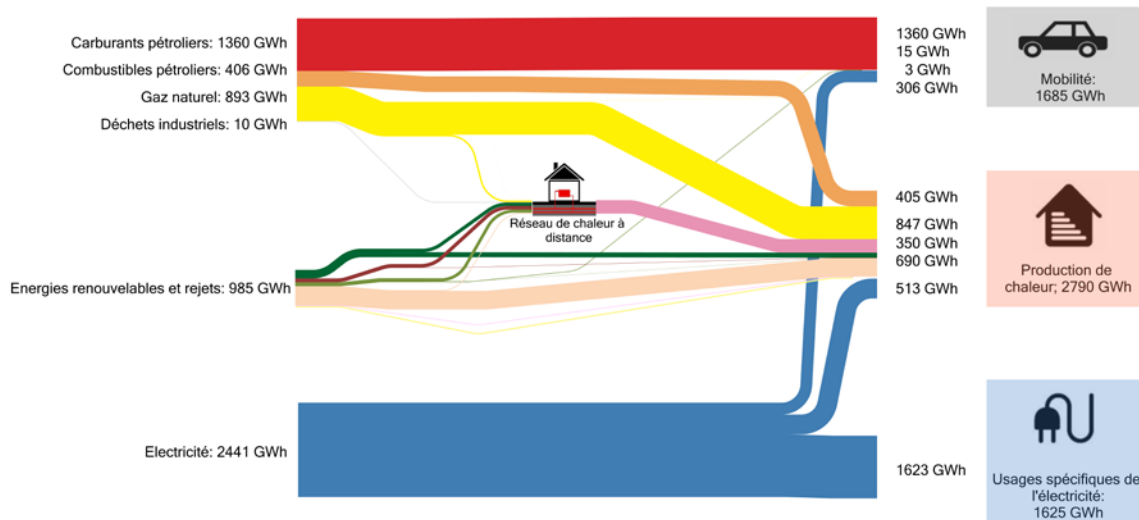 Carburants pétroliers: 1360 GWh
Combustibles pétroliers: 406 GWh
Gaz naturel: 893 GWh
Déchets industriels: 10 GWh
Energies renouvelables et rejets: 985 GWh
Electricité: 2441 GWh
Réseau de chaleur à
distance
1360 GWh
15 GWh
3 GWh
306 GWh
405 GWh
847 GWh
350 GWh
690 GWh
513 GWh
1623 GWh
Mobilité:
1685 GWh
Production de
chaleur; 2790 GWh
Usages spécifiques de
l'électricité:
1625 GWh